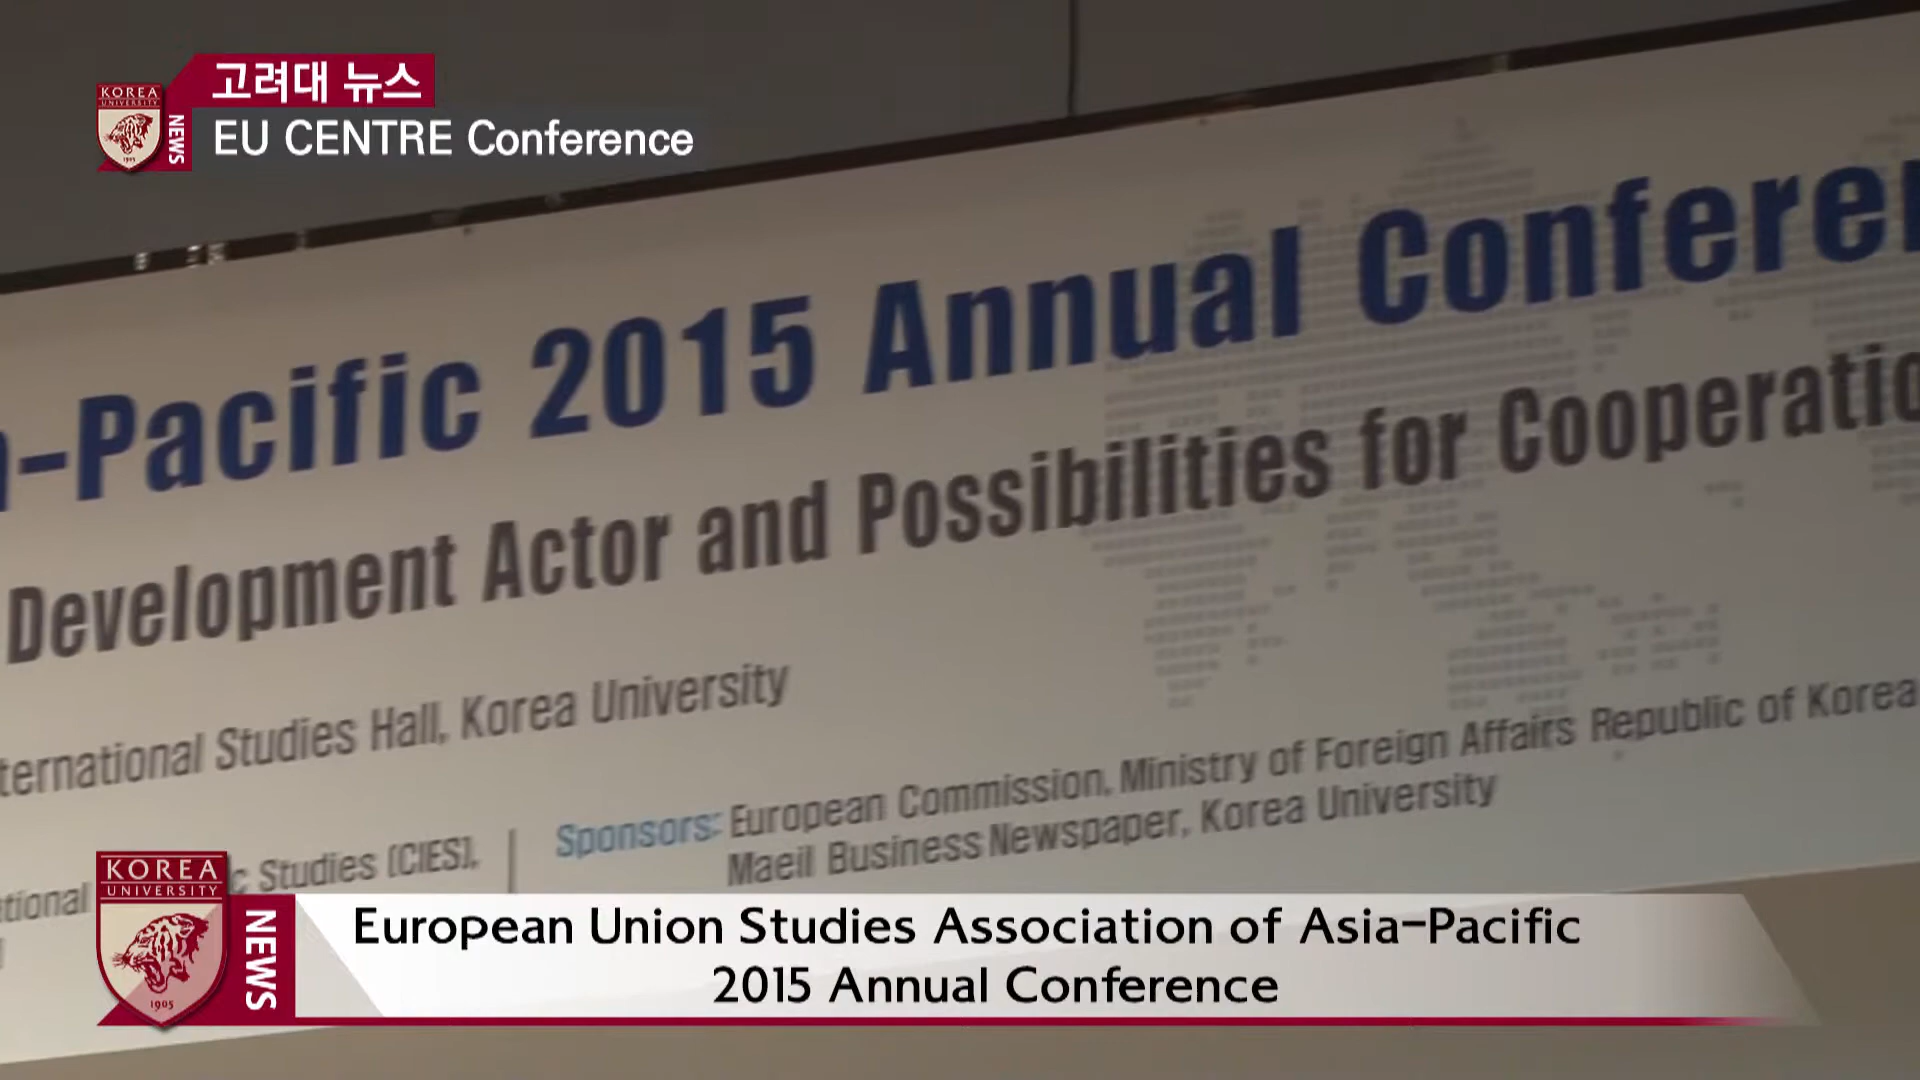 고려대 뉴스
KOREA
UNIVERSITY
1905
NEWS
EU CENTRE Conference
-Pacific 2015 Annual Confere
Development Actor and Possibilities for Cooperatio
ternational Studies Hall, Korea University
Sponsors: European Commission, Ministry of Foreign Affairs Republic of Korea
Maeil Business Newspaper, Korea University
tional
c Studies (CIES),
KOREA
UNIVERSITY
1905
NEWS
European Union Studies Association of Asia-Pacific
2015 Annual Conference